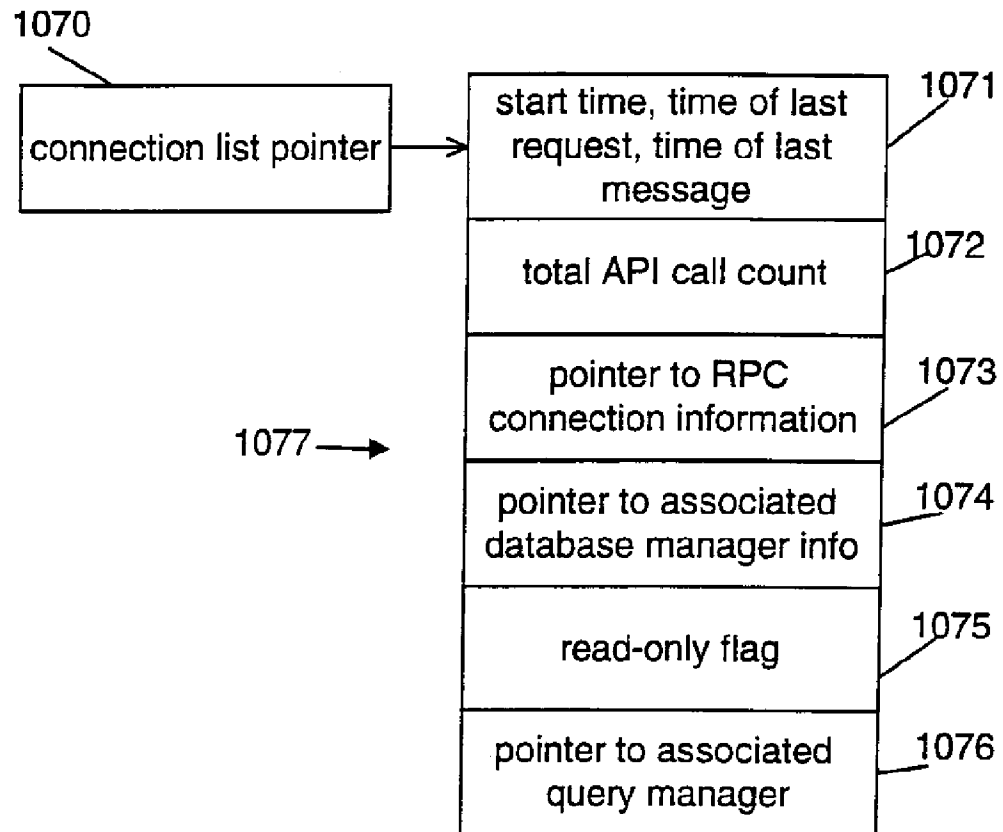 1070
connection list pointer
start time, time of last
request, time of last
message
1071
total API call count
1072
pointer to RPC
connection information
1073
1077
pointer to associated
database manager info
1074
read-only flag
1075
pointer to associated
query manager
1076